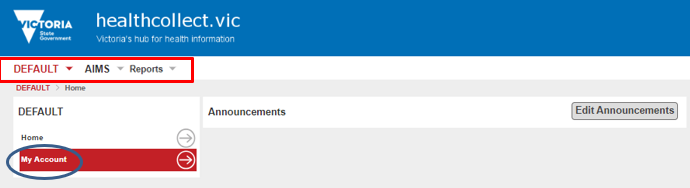 VICTORIA
State
Government
healthcollect.vic
Victoria's hub for health information
DEFAULT AIMS Reports
DEFAULT > Home
DEFAULT
Home
My Account
Announcements
Edit Announcements